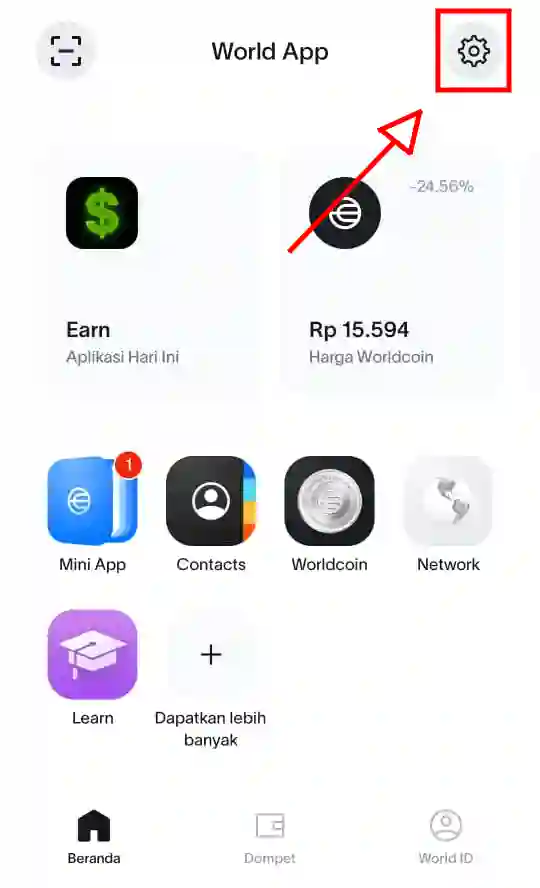 World App
-24.56%
Earn
Aplikasi Hari Ini
Rp 15.594
Harga Worldcoin
1
Mini App
Contacts
Worldcoin
Network
Learn
Dapatkan lebih
banyak
Beranda
Dompet
World ID